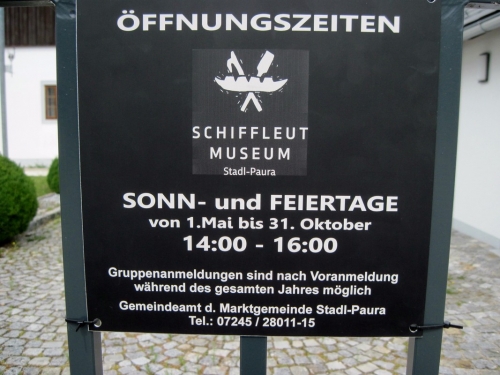 ÖFFNUNGSZEITEN
SCHIFFLEUT
MUSEUM
Stadl-Paura
SONN- und FEIERTAGE
von 1.Mai bis 31. Oktober
14:00 - 16:00
Gruppenanmeldungen sind nach Voranmeldung
während des gesamten Jahres möglich
Gemeindeamt d. Marktgemeinde Stadl-Paura
Tel.: 07245 / 28011-15